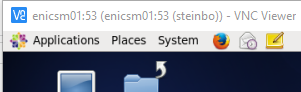 enicsm01:53 (enicsm01:53 (steinbo)) - VNC Viewer
Applications Places System